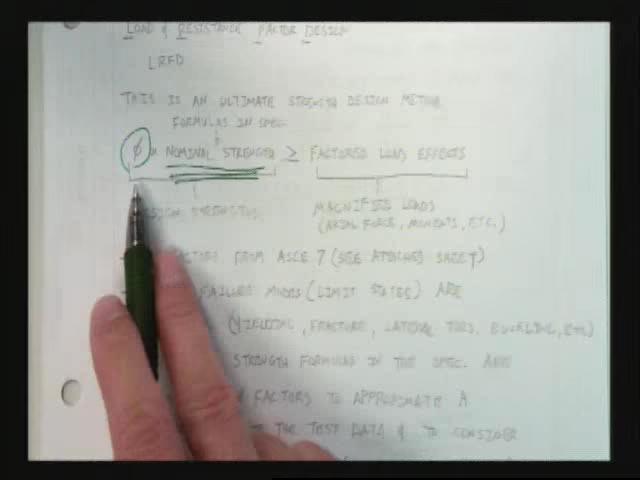 LOAD & RESISTANCE FACTOR DESIGN
LRFD
THIS IS AN ULTIMATE STRENGTH DESIGN METHOD
FORMULAS IN SPEC
φ x NOMINAL STRENGTH ≥ FACTORED LOAD EFFECTS
DESIGN STRENGTHS MAGNIFIED LOADS
(AXIAL FORCE, MOMENTS, ETC.)
FROM ASCE 7 (SEE ATTACHED SHEET)
FAILURE MODES (LIMIT STATES) ARE
(YIELDING, FRACTURE, LATERAL TORS. BUCKLING, ETC)
STRENGTH FORMULAS IN THE SPEC. ARE
FACTORS TO APPROXIMATE A
THE TEST DATA & TO CONSIDER